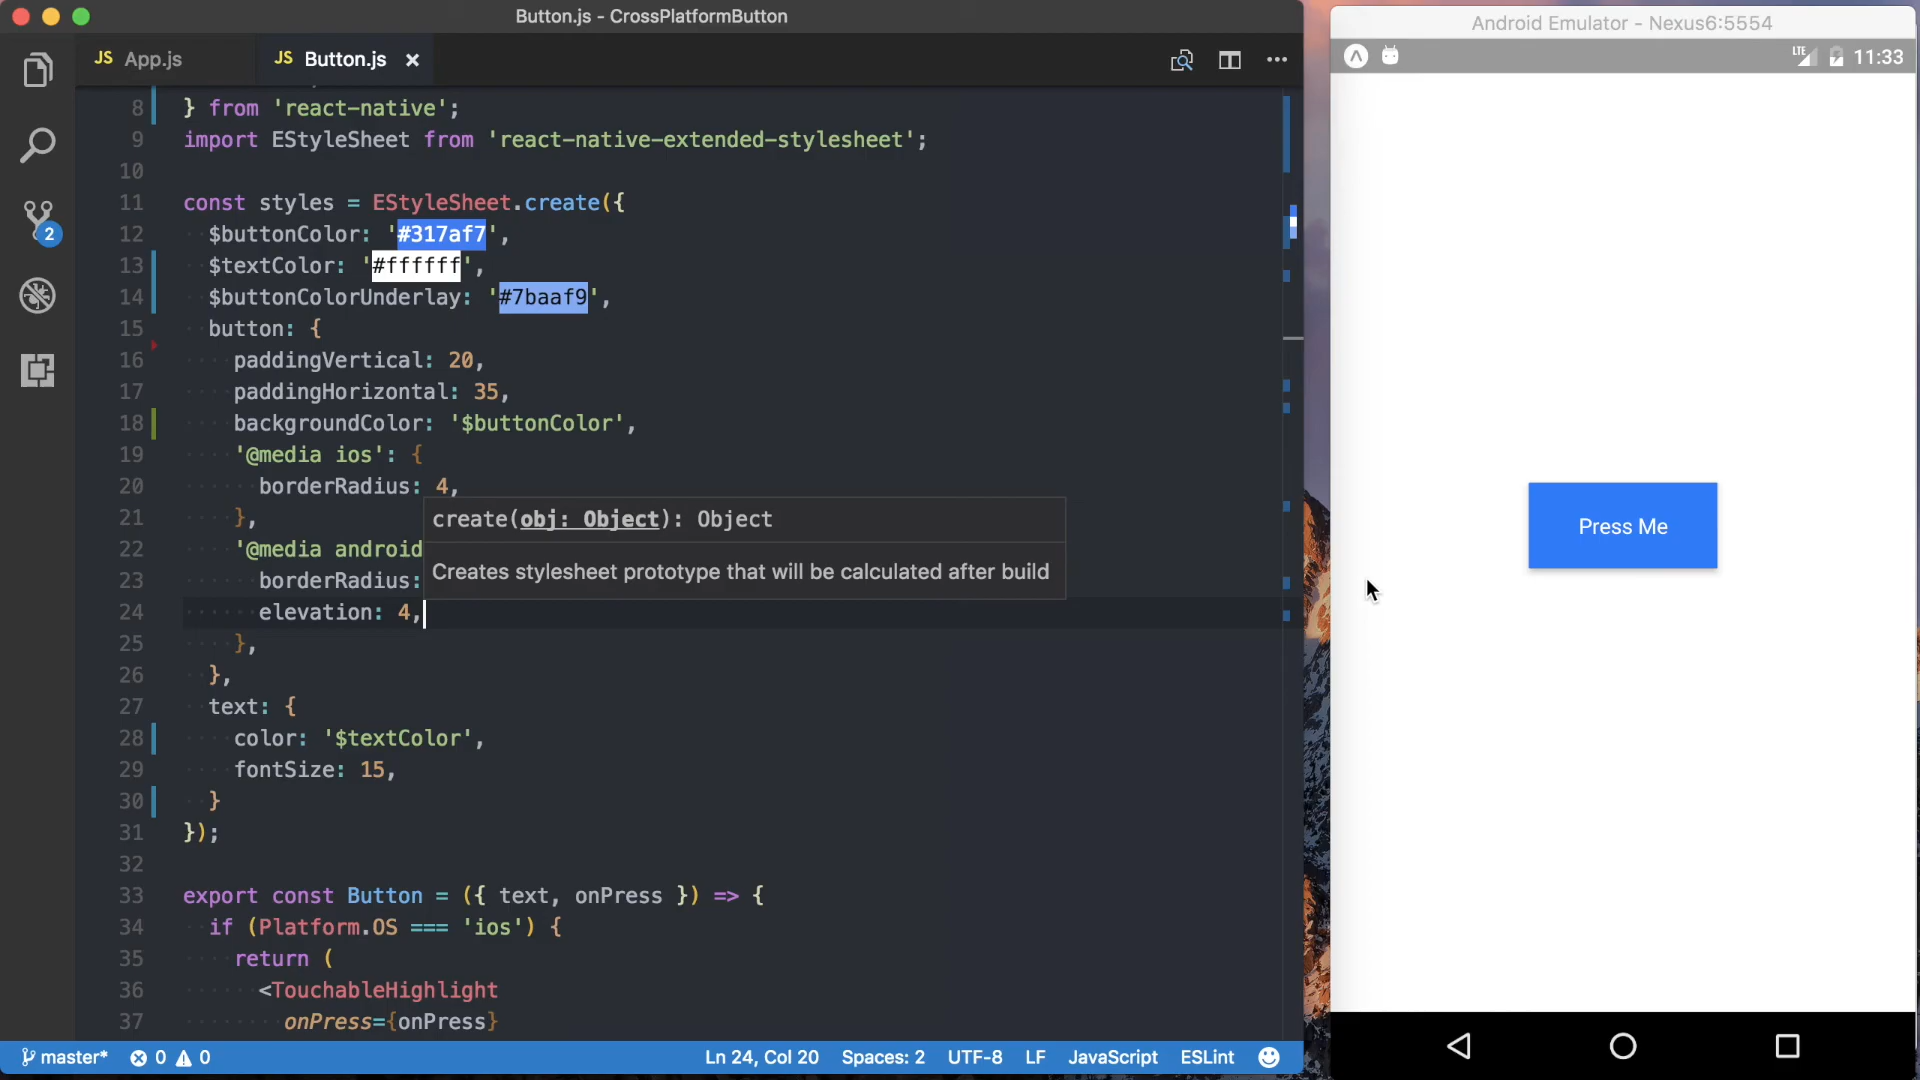 Button.js - CrossPlatformButton
JS App.js
JS Button.js
8 } from 'react-native';
9 import EStyleSheet from 'react-native-extended-stylesheet';
10
11 const styles = EStyleSheet.create({
12 $buttonColor: '#317af7',
13 $textColor: '#ffffff',
14 $buttonColorUnderlay: '#7baaf9',
15 button: {
16 paddingVertical: 20,
17 paddingHorizontal: 35,
18 backgroundColor: '$buttonColor',
19 '@media ios': {
20 borderRadius: 4,
21 },
22 '@media android
23 borderRadius:
24 elevation: 4,
25 },
26 },
27 text: {
28 color: '$textColor',
29 fontSize: 15,
30 }
31 });
32
33 export const Button = ({ text, onPress }) => {
34 if (Platform.OS === 'ios') {
35 return (
36 <TouchableHighlight
37 onPress={onPress}
create(obj: Object): Object
Creates stylesheet prototype that will be calculated after build
2
master* 0 0
Ln 24, Col 20 Spaces: 2 UTF-8 LF JavaScript ESLint
Android Emulator - Nexus6:5554
LTE 11:33
Press Me